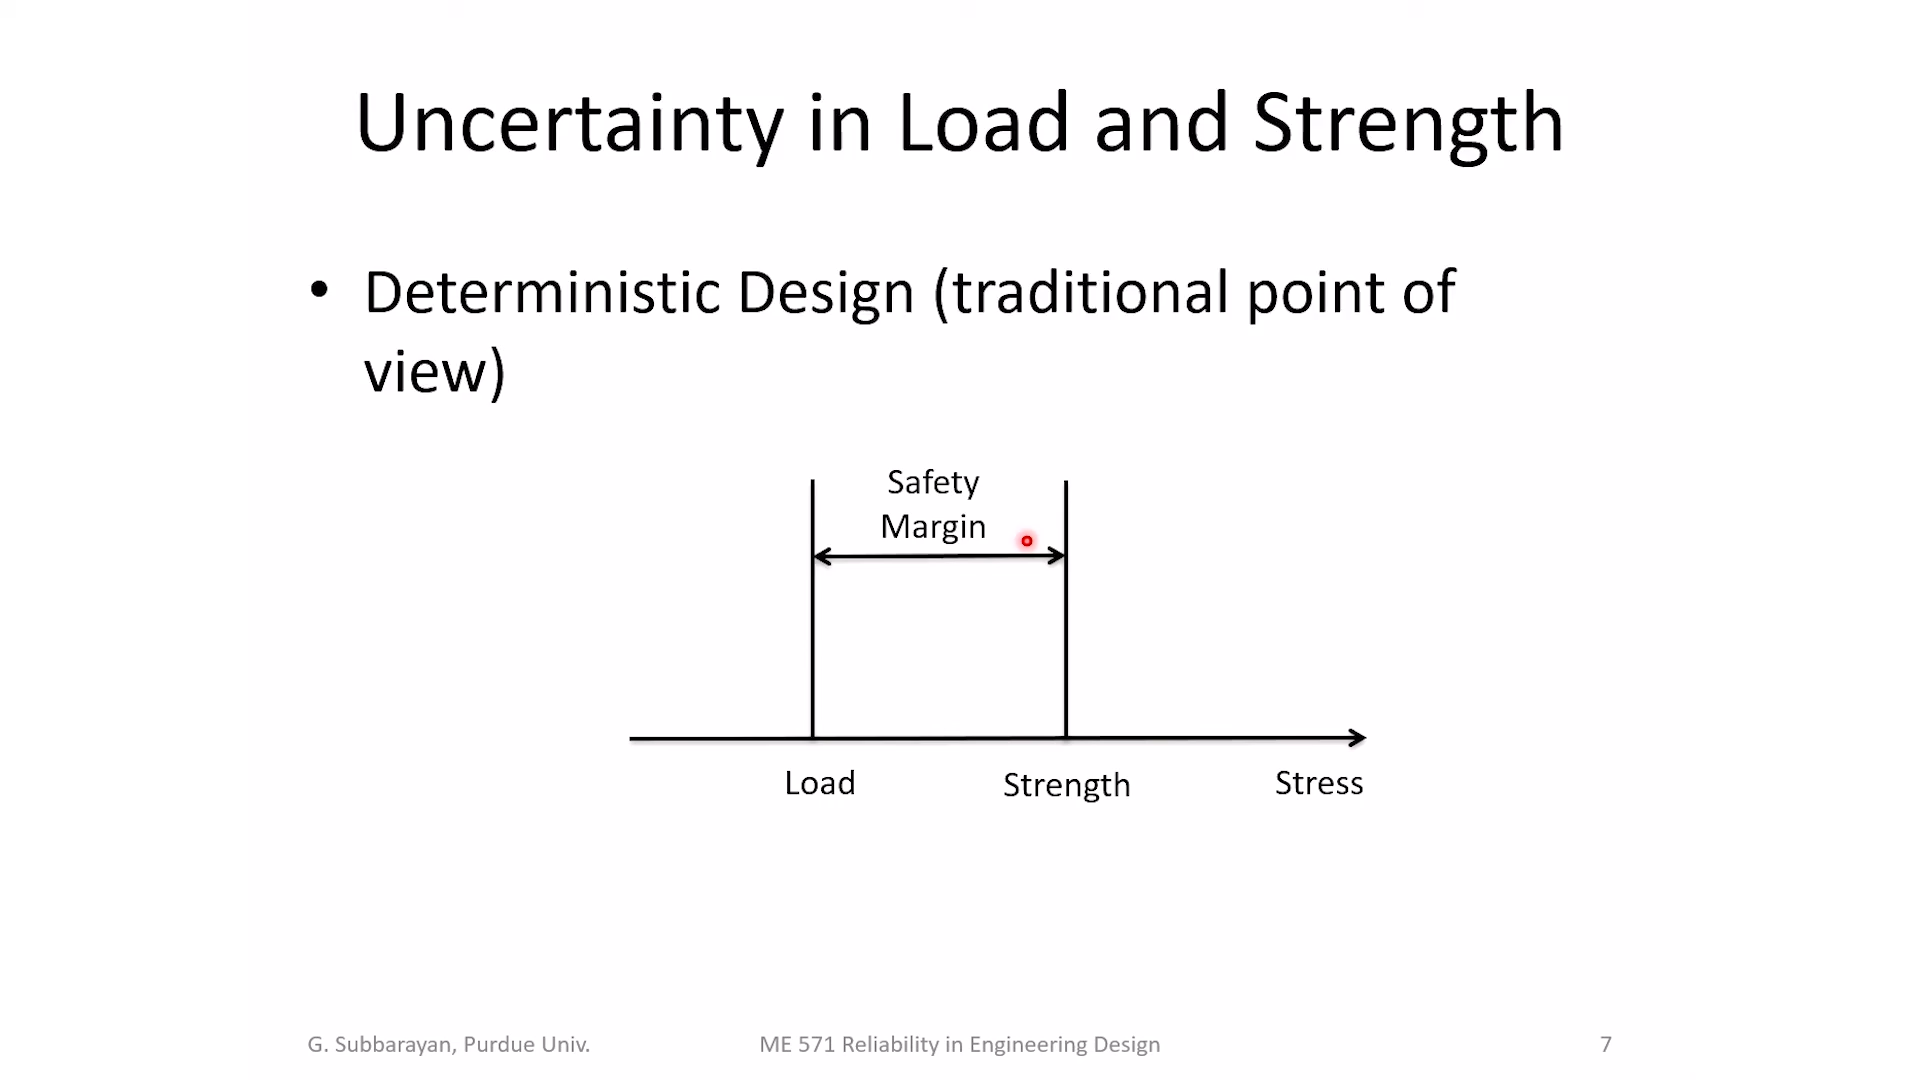 Uncertainty in Load and Strength
• Deterministic Design (traditional point of
view)
Safety
Margin
Load
Strength
Stress
G. Subbarayan, Purdue Univ.
ME 571 Reliability in Engineering Design
7